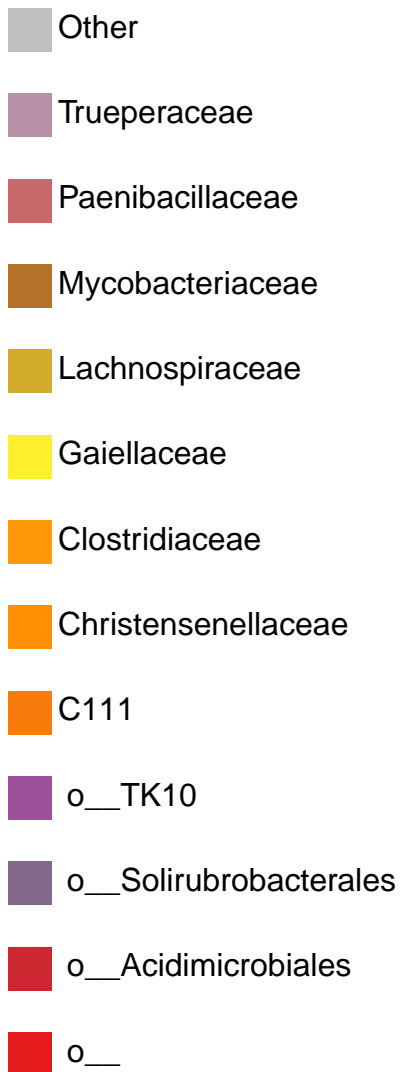 Other
Trueperaceae
Paenibacillaceae
Mycobacteriaceae
Lachnospiraceae
Gaiellaceae
Clostridiaceae
Christensenellaceae
C111
o__TK10
o__Solirubrobacterales
o__Acidimicrobiales
o__